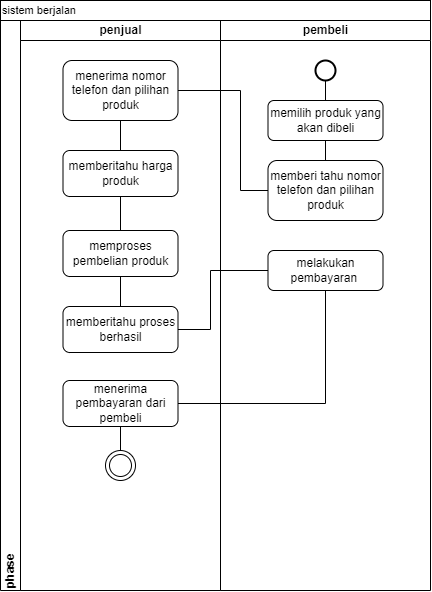 sistem berjalan
penjual
pembeli
menerima nomor
telefon dan pilihan
produk
memilih produk yang
akan dibeli
memberitahu harga
produk
memberi tahu nomor
telefon dan pilihan
produk
memproses
pembelian produk
melakukan
pembayaran
memberitahu proses
berhasil
menerima
pembayaran dari
pembeli
phase